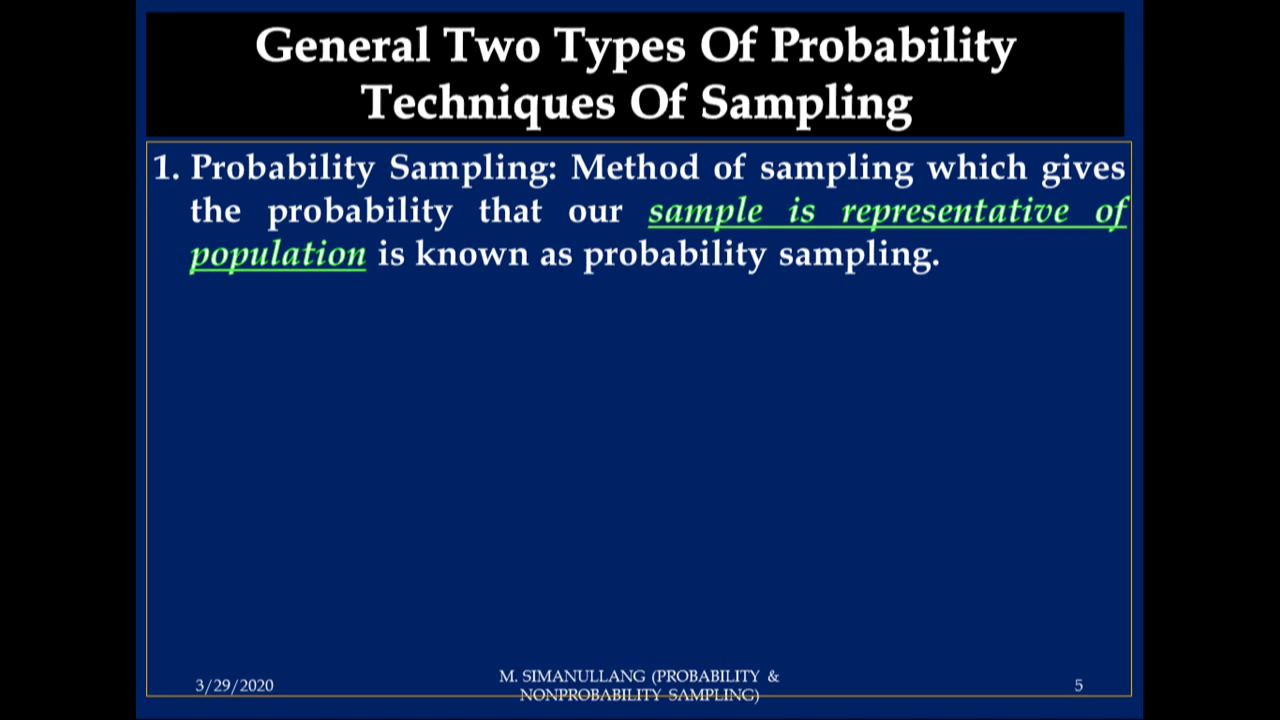 General Two Types Of Probability
Techniques Of Sampling
1. Probability Sampling: Method of sampling which gives
the probability that our sample is representative of
population is known as probability sampling.
3/29/2020
M. SIMANULLANG (PROBABILITY &
NONPROBABILITY SAMPLING)
5